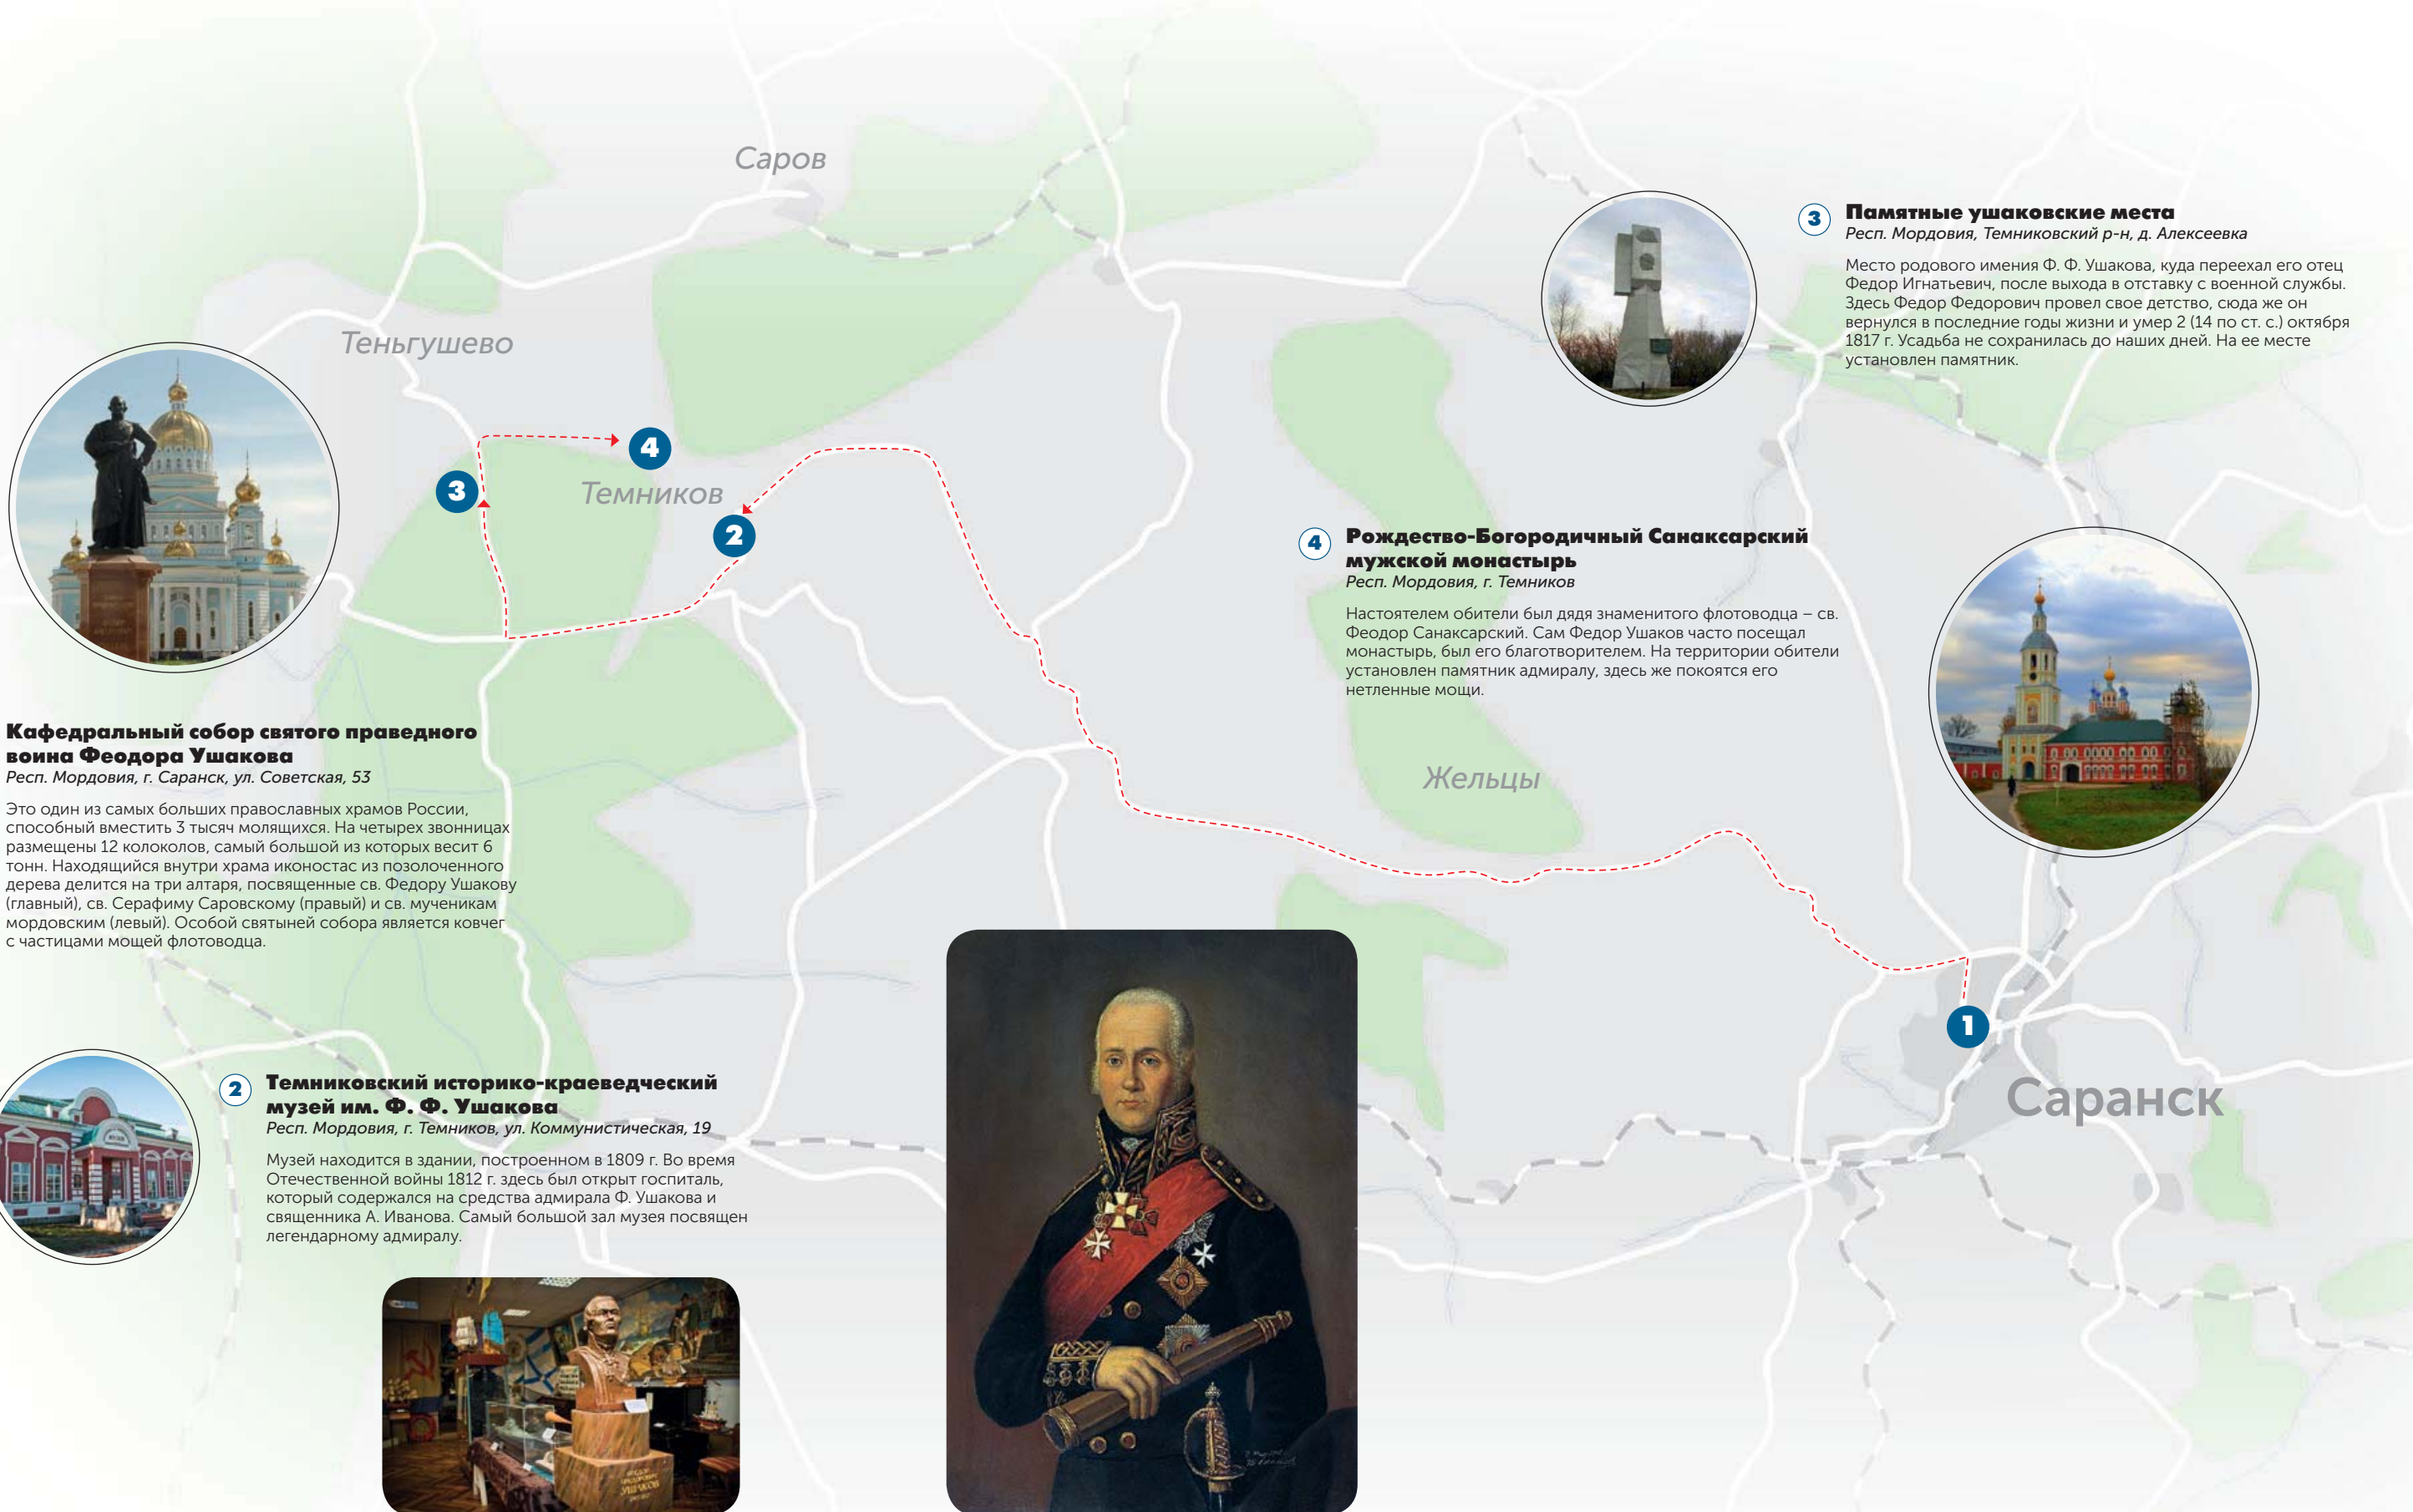 Саров
Теньгушево
Темников
Жельцы
Саранск
4
3
2
1
Кафедральный собор святого праведного
воина Феодора Ушакова
Респ. Мордовия, г. Саранск, ул. Советская, 53
Это один из самых больших православных храмов России,
способный вместить 3 тысяч молящихся. На четырех звонницах
размещены 12 колоколов, самый большой из которых весит 6
тонн. Находящийся внутри храма иконостас из позолоченного
дерева делится на три алтаря, посвященные св. Федору Ушакову
(главный), св. Серафиму Саровскому (правый) и св. мученикам
мордовским (левый). Особой святыней собора является ковчег
с частицами мощей флотоводца.
2
Темниковский историко-краеведческий
музей им. Ф. Ф. Ушакова
Респ. Мордовия, г. Темников, ул. Коммунистическая, 19
Музей находится в здании, построенном в 1809 г. Во время
Отечественной войны 1812 г. здесь был открыт госпиталь,
который содержался на средства адмирала Ф. Ушакова и
священника А. Иванова. Самый большой зал музея посвящен
легендарному адмиралу.
3
Памятные ушаковские места
Респ. Мордовия, Темниковский р-н, д. Алексеевка
Место родового имения Ф. Ф. Ушакова, куда переехал его отец
Федор Игнатьевич, после выхода в отставку с военной службы.
Здесь Федор Федорович провел свое детство, сюда же он
вернулся в последние годы жизни и умер 2 (14 по ст. с.) октября
1817 г. Усадьба не сохранилась до наших дней. На ее месте
установлен памятник.
4
Рождество-Богородичный Санаксарский
мужской монастырь
Респ. Мордовия, г. Темников
Настоятелем обители был дядя знаменитого флотоводца – св.
Феодор Санаксарский. Сам Федор Ушаков часто посещал
монастырь, был его благотворителем. На территории обители
установлен памятник адмиралу, здесь же покоятся его
нетленные мощи.
ФЕДОР
ФЕДОРОВИЧ
УШАКОВ